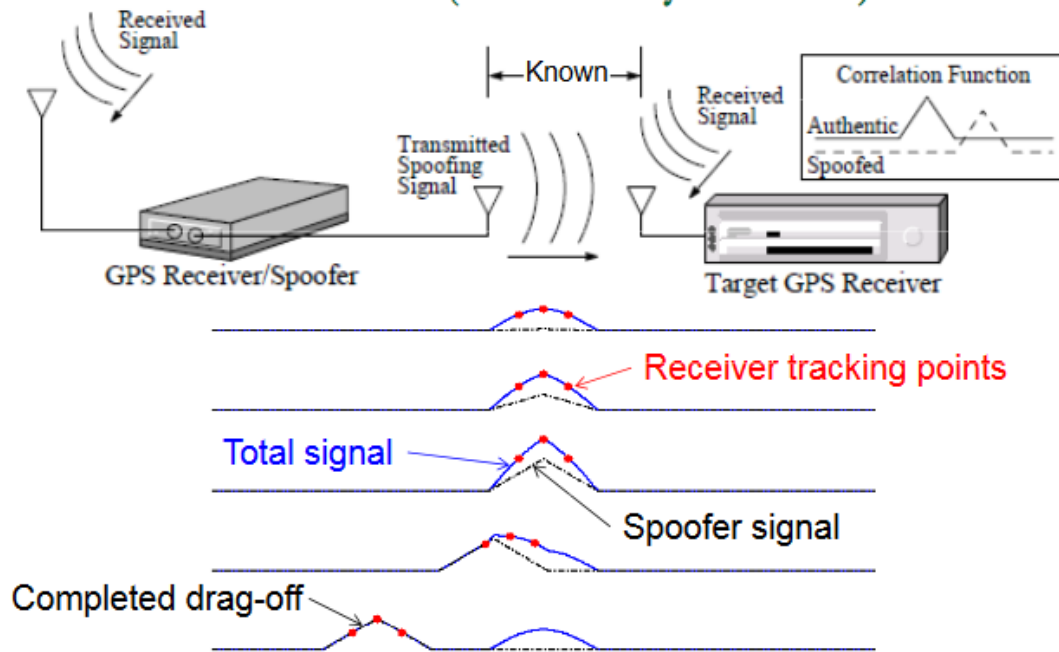 Received
Signal
Known
Received
Signal
Correlation Function
Authentic
Spoofed
Transmitted
Spoofing
Signal
GPS Receiver/Spoofer
Target GPS Receiver
Receiver tracking points
Total signal
Spoofer signal
Completed drag-off